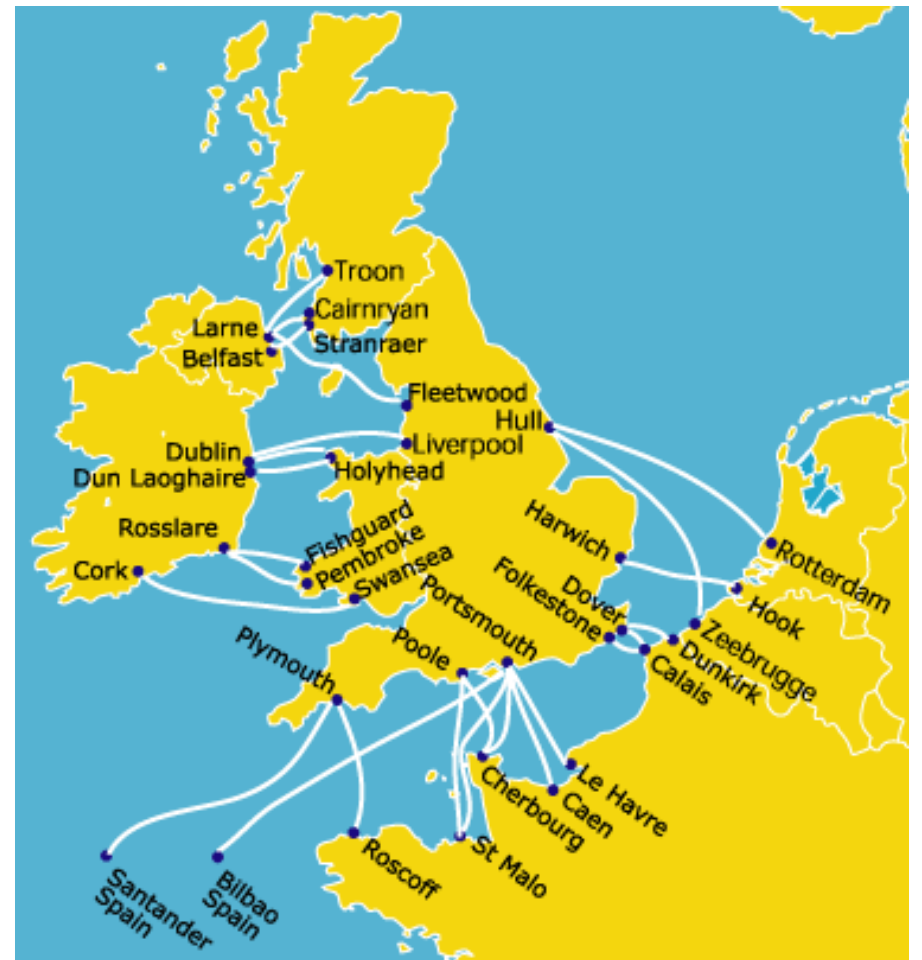 Troon
Cairnryan
Larne
Stranraer
Belfast
Fleetwood
Hull
Liverpool
Dublin
Holyhead
Dun Laoghaire
Harwich
Rosslare
Fishguard
Pembroke
Swansea
Cork
Rotterdam
Hook
Folkestone
Dover
Portsmouth
Zeebrugge
Dunkirk
Calais
Plymouth
Poole
Le Havre
Caen
Cherbourg
St Malo
Roscoff
Santander
Spain
Bilbao
Spain